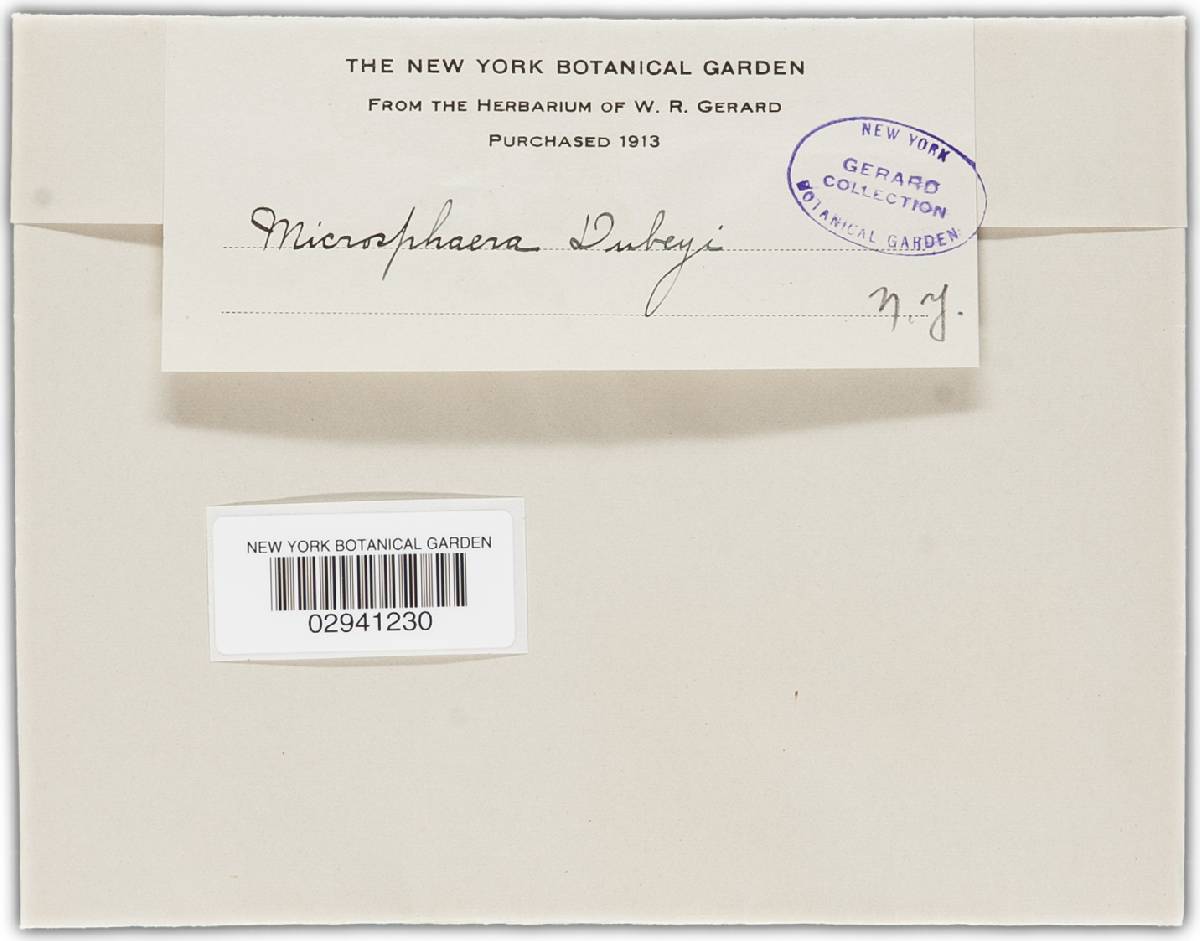 THE NEW YORK BOTANICAL GARDEN
FROM THE HERBARIUM OF W. R. GERARD
PURCHASED 1913
NEW YORK
GERARD
COLLECTION
BOTANICAL GARDEN
Microsphaera Dubeyi
N.Y.
NEW YORK BOTANICAL GARDEN
02941230